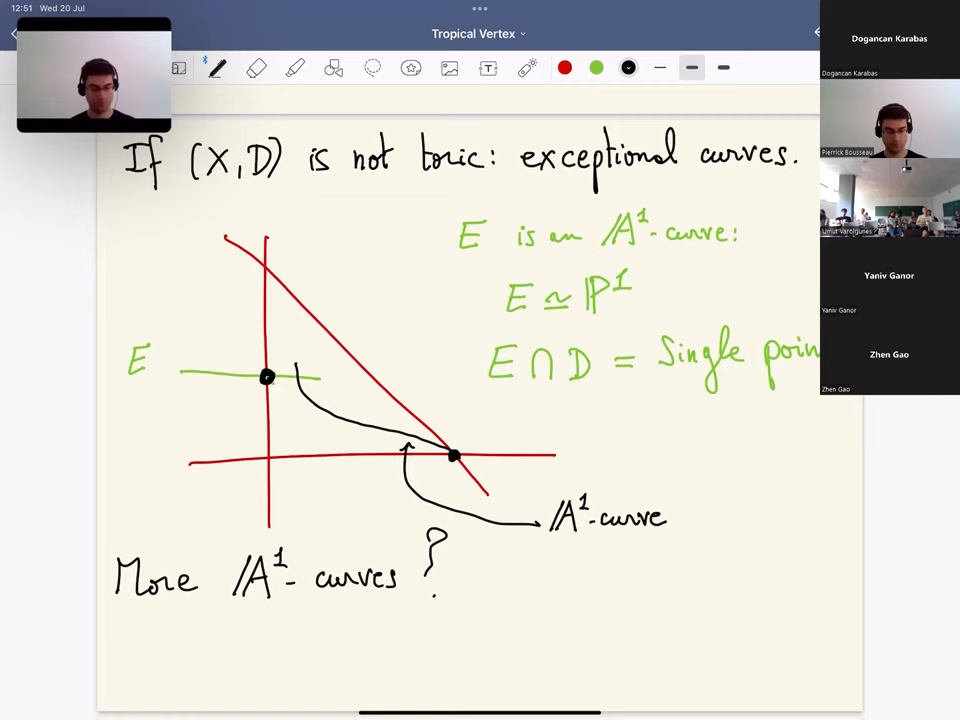 12:51 Wed 20 Jul
Tropical Vertex
If (X,D) is not toric: exceptional curves.
E is an 𝔸¹-curve:
E ≃ ℙ¹
E ∩ D = Single poin
E
𝔸¹-curve
More 𝔸¹- curves ?
Dogancan Karabas
Dogancan Karabas
Pierrick Bousseau
Umut Varolgunes
Yaniv Ganor
Yaniv Ganor
Zhen Gao
Zhen Gao